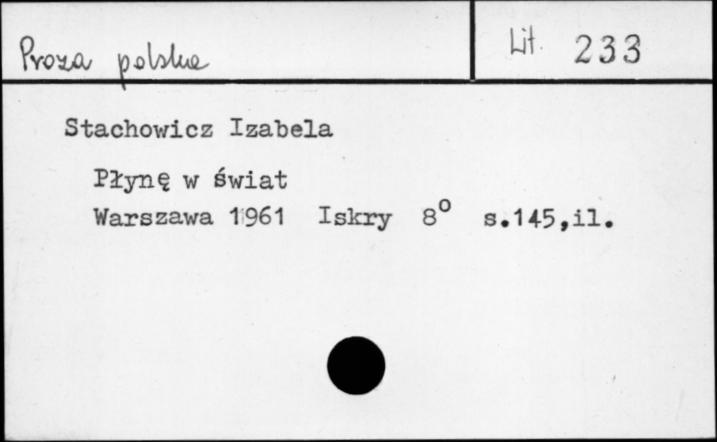 Proza polska
Lit. 233
Stachowicz Izabela
Płynę w świat
Warszawa 1961 Iskry 8° s.145,il.